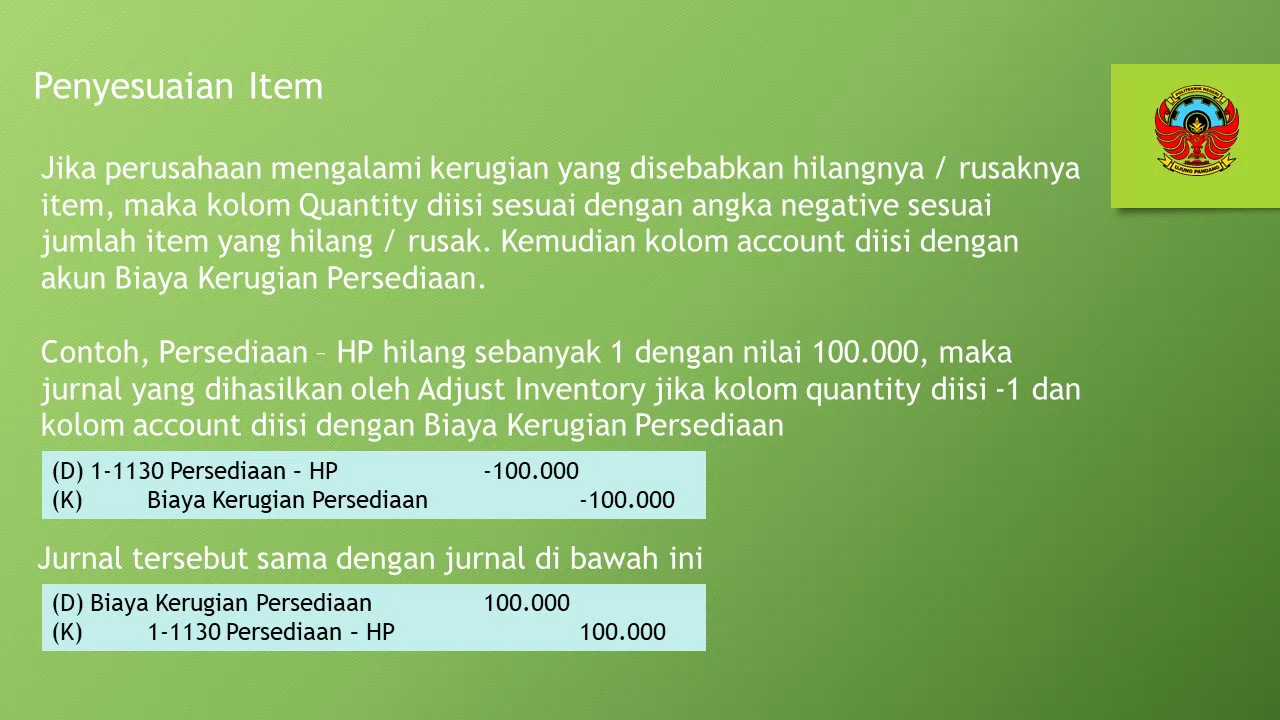 Penyesuaian Item
POLITEKNIK NEGERI
UJUNG PANDANG
Jika perusahaan mengalami kerugian yang disebabkan hilangnya / rusaknya
item, maka kolom Quantity diisi sesuai dengan angka negative sesuai
jumlah item yang hilang / rusak. Kemudian kolom account diisi dengan
akun Biaya Kerugian Persediaan.
Contoh, Persediaan – HP hilang sebanyak 1 dengan nilai 100.000, maka
jurnal yang dihasilkan oleh Adjust Inventory jika kolom quantity diisi -1 dan
kolom account diisi dengan Biaya Kerugian Persediaan
(D) 1-1130 Persediaan – HP -100.000
(K) Biaya Kerugian Persediaan -100.000
Jurnal tersebut sama dengan jurnal di bawah ini
(D) Biaya Kerugian Persediaan 100.000
(K) 1-1130 Persediaan – HP 100.000